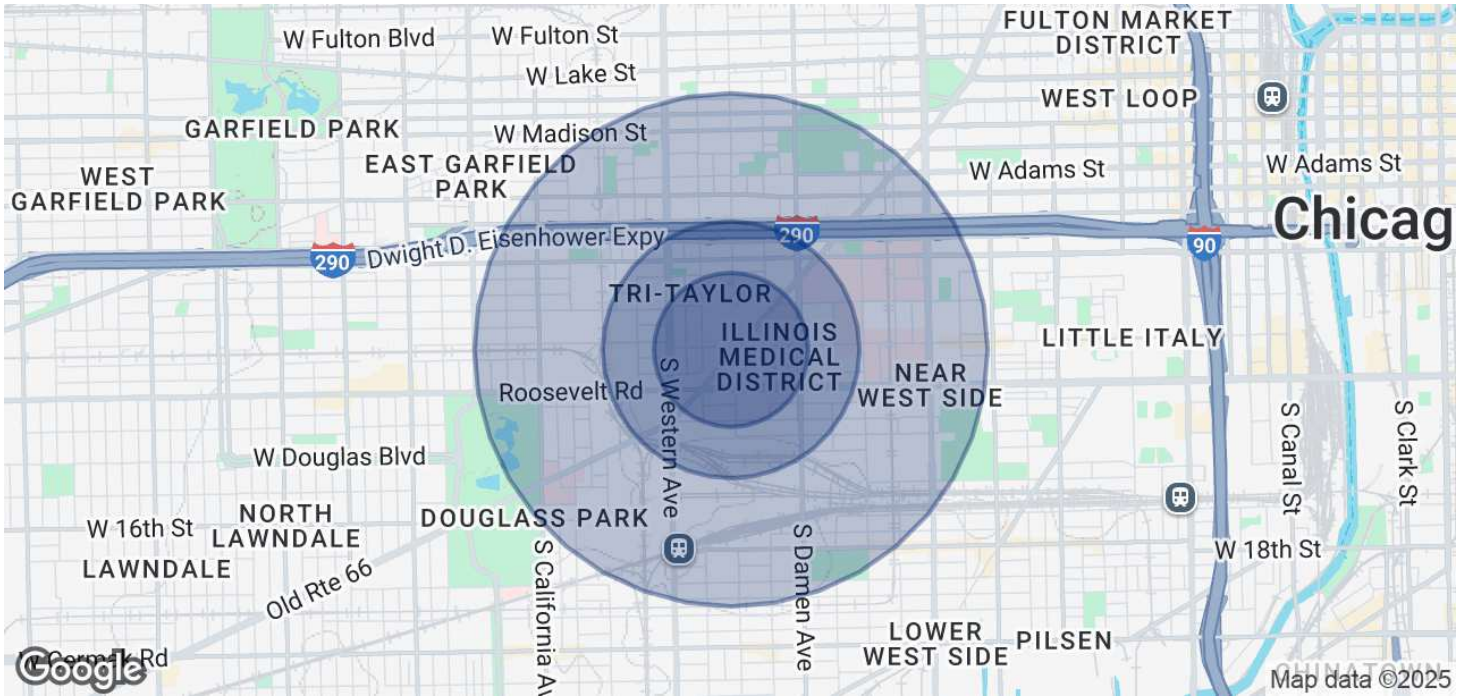 FULTON MARKET
DISTRICT
W Fulton Blvd
W Fulton St
W Lake St
WEST LOOP
GARFIELD PARK
W Madison St
EAST GARFIELD
PARK
W Adams St
W Adams St
WEST
GARFIELD PARK
Chicag
290
90
Dwight D. Eisenhower Expy
290
TRI-TAYLOR
ILLINOIS
MEDICAL
DISTRICT
LITTLE ITALY
NEAR
WEST SIDE
Roosevelt Rd
S Western Ave
S Canal St
S Clark St
W Douglas Blvd
NORTH
LAWNDALE
DOUGLASS PARK
W 16th St
LAWNDALE
Old Rte 66
S California Av
S Damen Ave
W 18th St
LOWER
WEST SIDE
PILSEN
W Cermak Rd
Google
CHINATOWN
Map data ©2025